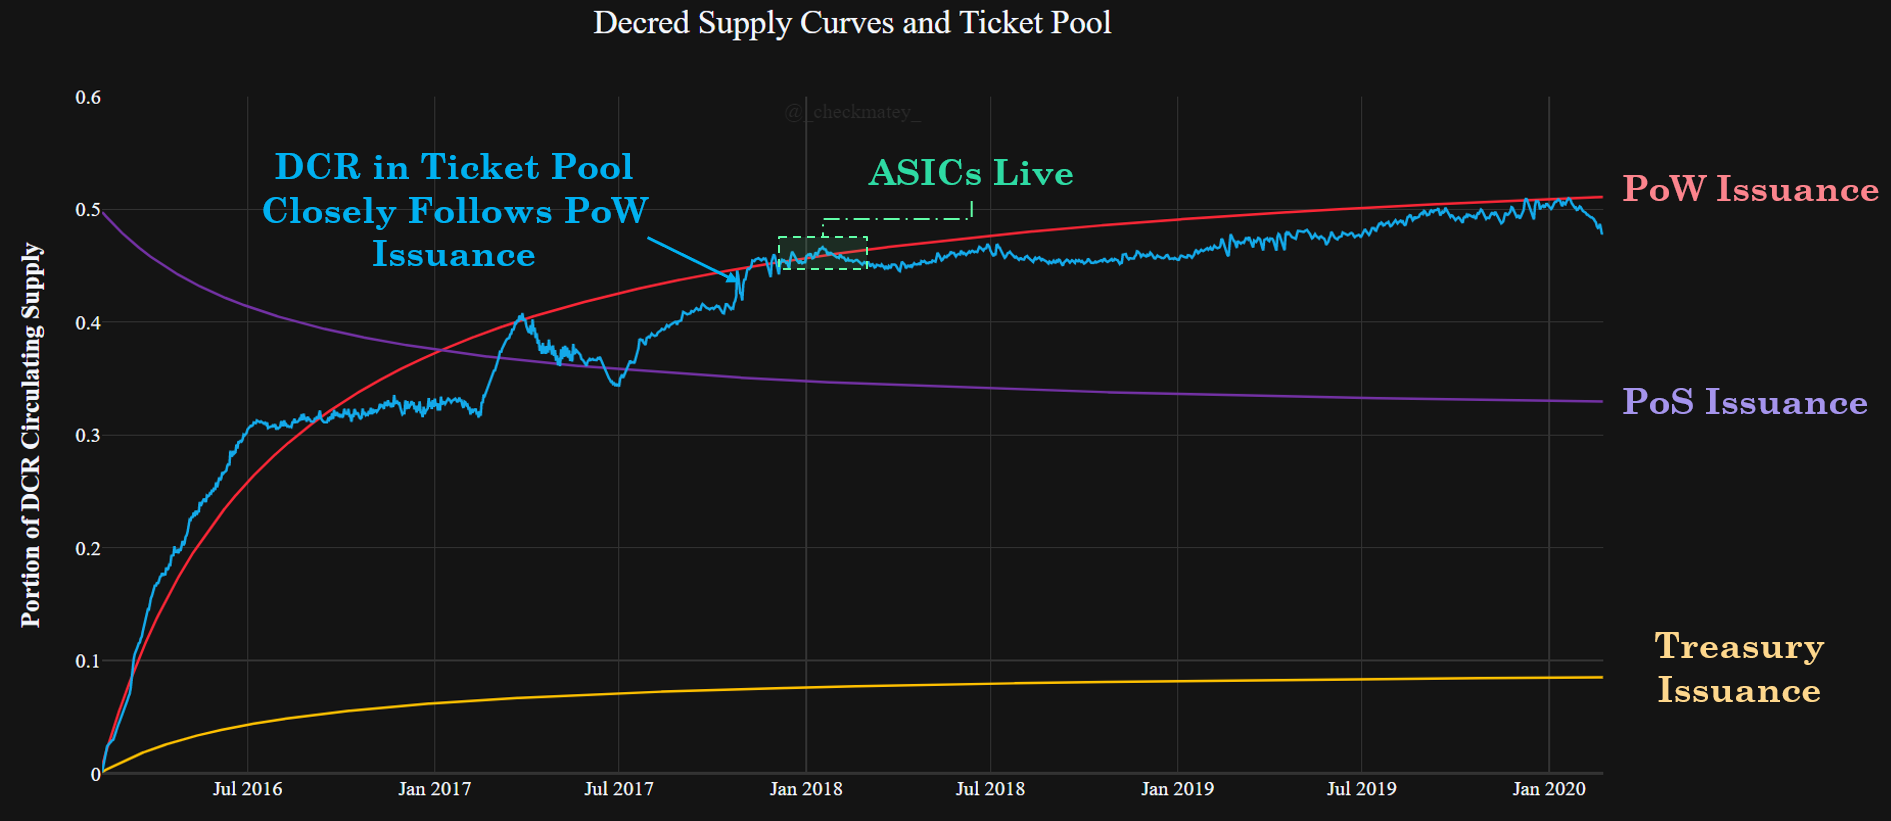 Decred Supply Curves and Ticket Pool
@_checkmatey_
DCR in Ticket Pool
Closely Follows PoW
Issuance
ASICs Live
PoW Issuance
PoS Issuance
Treasury
Issuance
Portion of DCR Circulating Supply
0.6
0.5
0.4
0.3
0.2
0.1
0
Jul 2016
Jan 2017
Jul 2017
Jan 2018
Jul 2018
Jan 2019
Jul 2019
Jan 2020